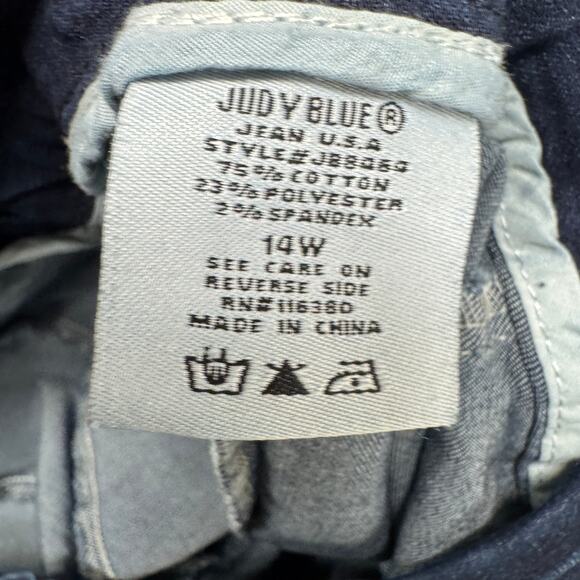 JUDY BLUE®
JEAN U.S.A
STYLE#JB8464
75% COTTON
23% POLYESTER
2% SPANDEX
14W
SEE CARE ON
REVERSE SIDE
RN#116380
MADE IN CHINA